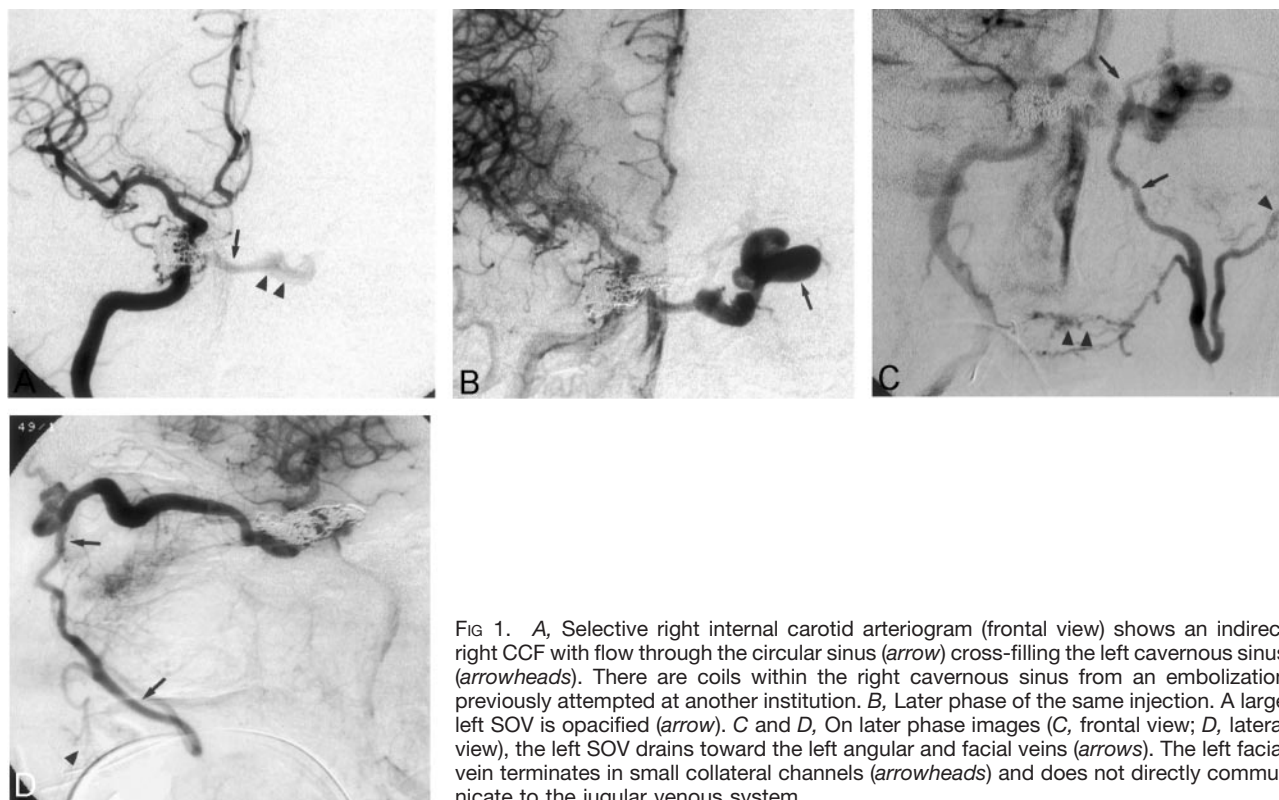 A
B
C
49/1
D
FIG 1. A, Selective right internal carotid arteriogram (frontal view) shows an indirec
right CCF with flow through the circular sinus (arrow) cross-filling the left cavernous sinus
(arrowheads). There are coils within the right cavernous sinus from an embolization
previously attempted at another institution. B, Later phase of the same injection. A large
left SOV is opacified (arrow). C and D, On later phase images (C, frontal view; D, latera
view), the left SOV drains toward the left angular and facial veins (arrows). The left facia
vein terminates in small collateral channels (arrowheads) and does not directly commu-
nicate to the jugular venous system.